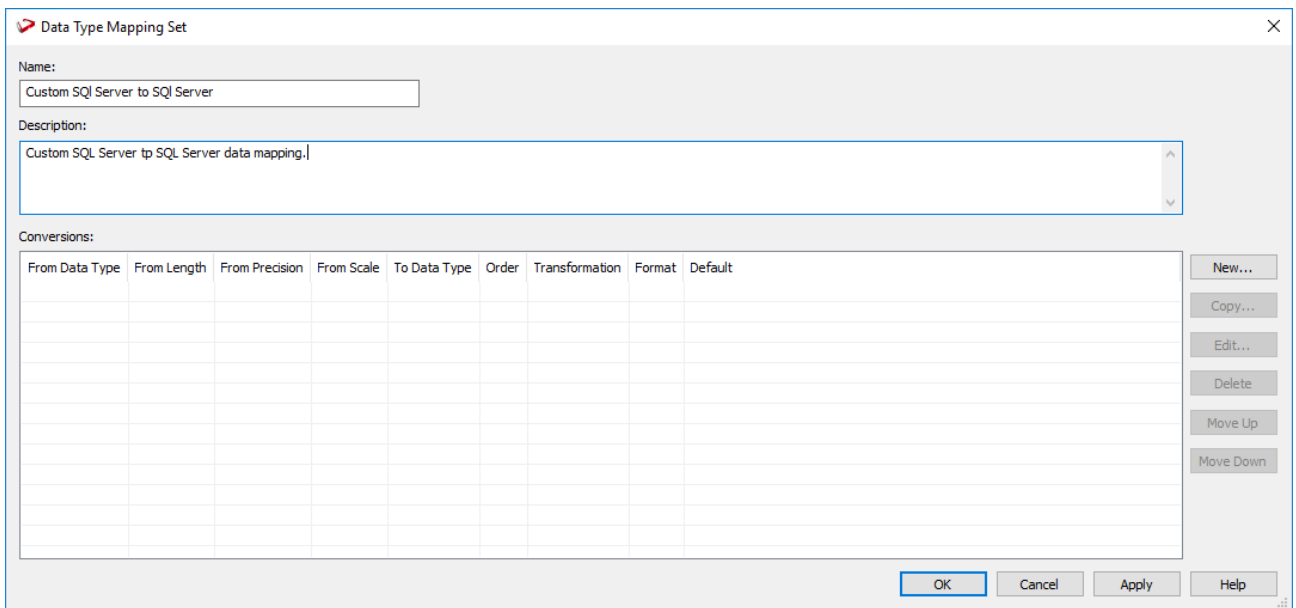 Data Type Mapping Set
Name:
Custom SQl Server to SQl Server
Description:
Custom SQL Server tp SQL Server data mapping.
Conversions:
From Data Type From Length From Precision From Scale To Data Type Order Transformation Format Default
New...
Copy...
Edit...
Delete
Move Up
Move Down
OK Cancel Apply Help